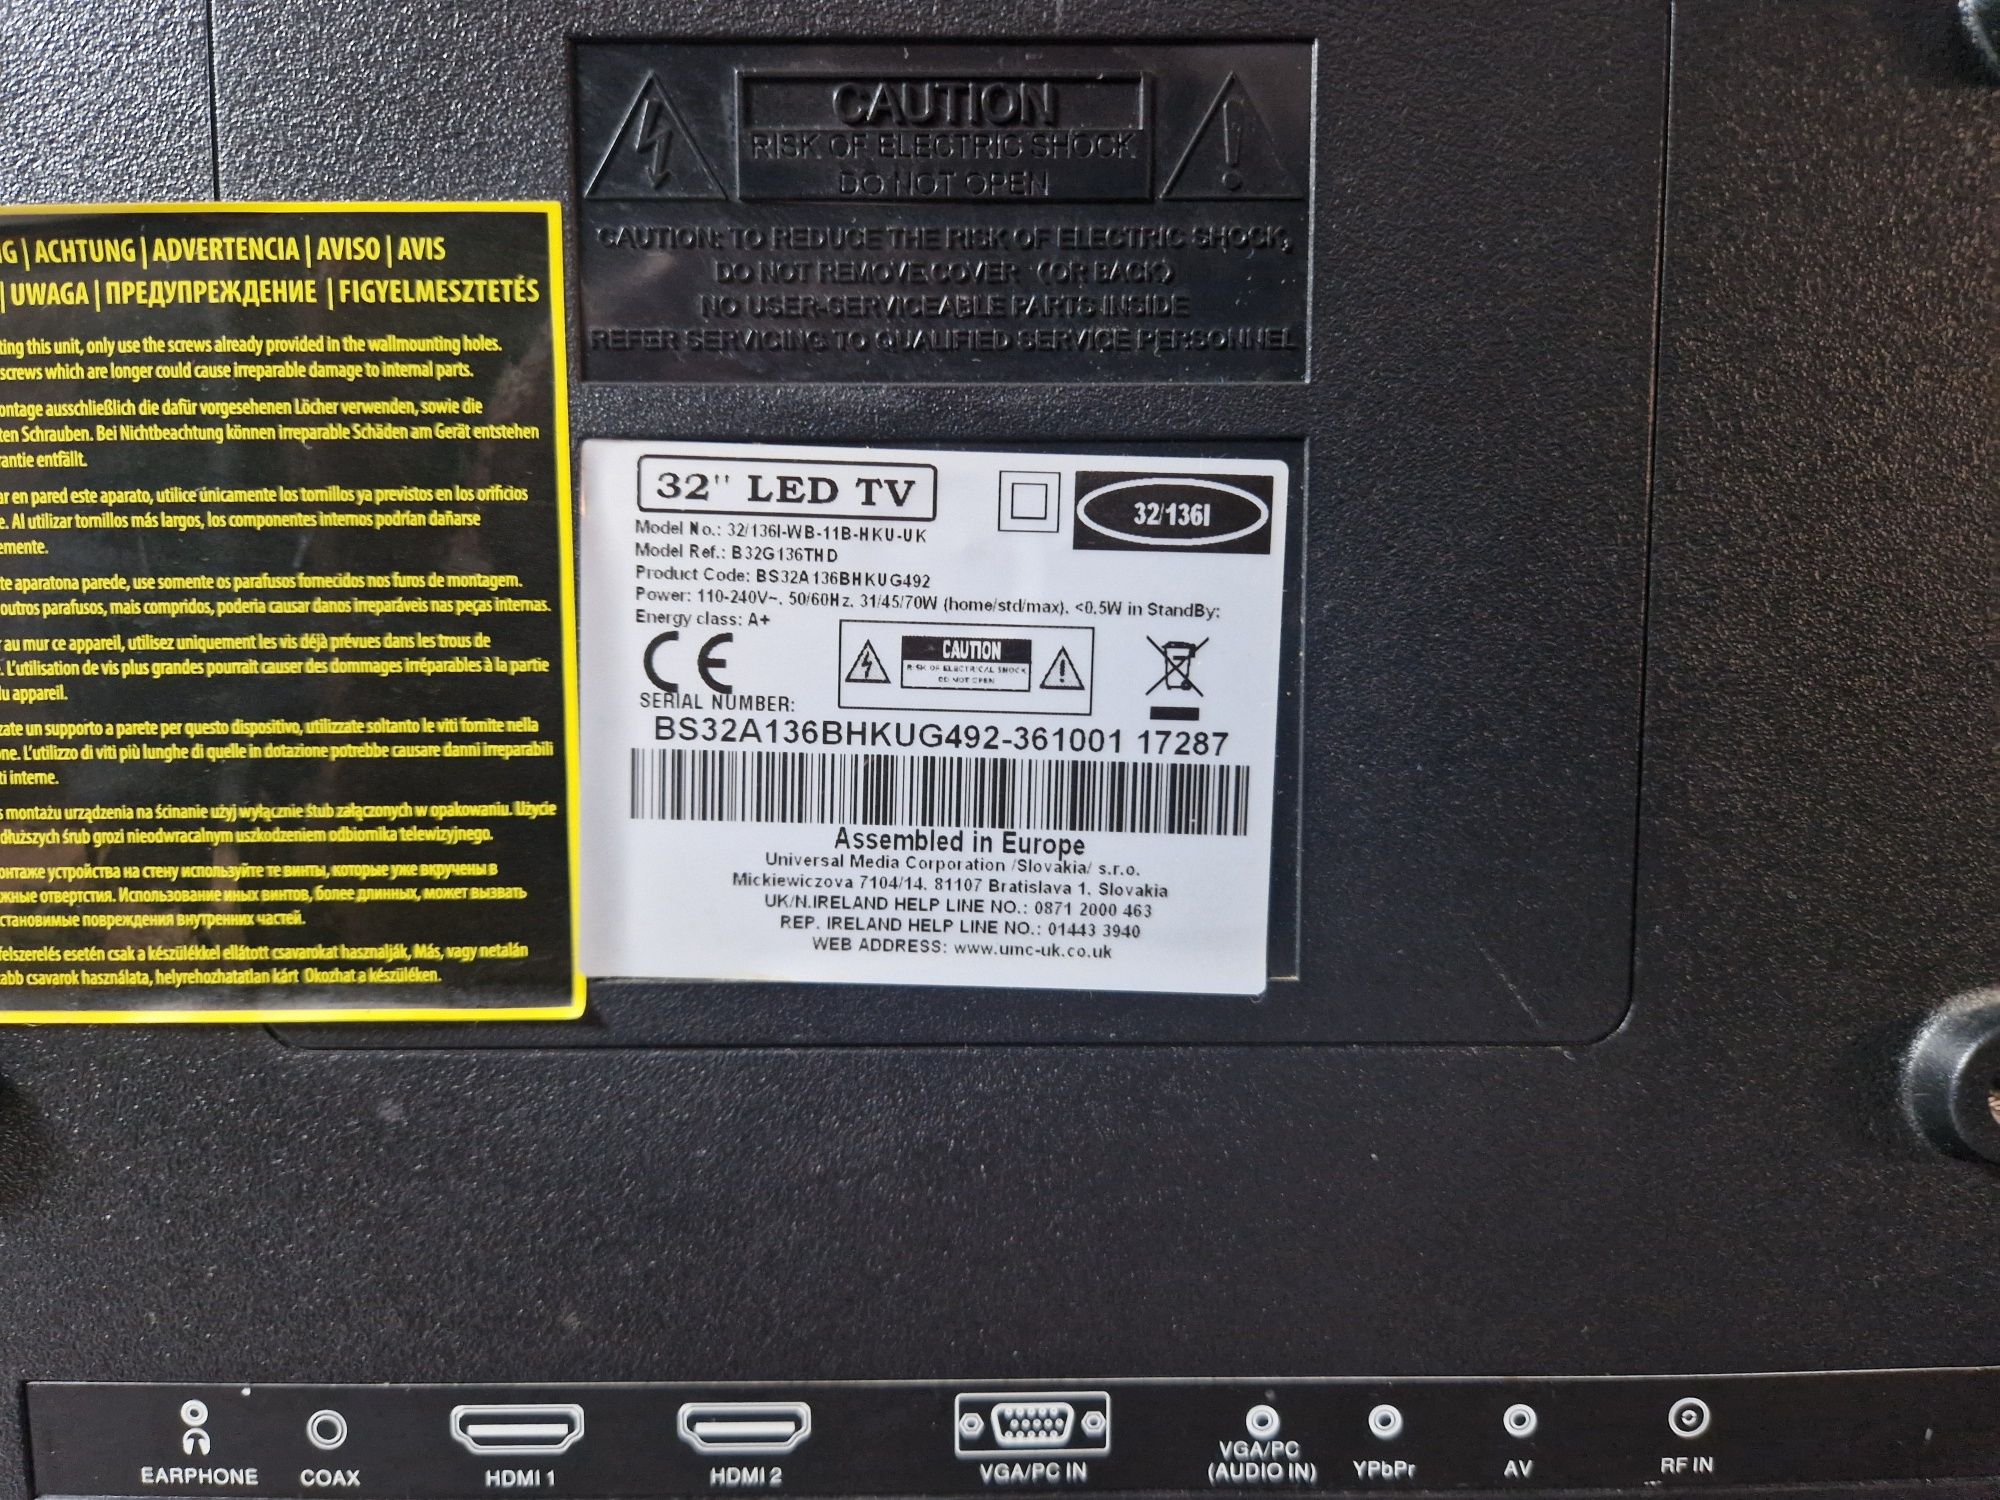 CAUTION
RISK OF ELECTRIC SHOCK
DO NOT OPEN
CAUTION: TO REDUCE THE RISK OF ELECTRIC SHOCK,
DO NOT REMOVE COVER (OR BACK)
NO USER-SERVICEABLE PARTS INSIDE
REFER SERVICING TO QUALIFIED SERVICE PERSONNEL
G | ACHTUNG | ADVERTENCIA | AVISO | AVIS
| UWAGA | ПРЕДУПРЕЖДЕНИЕ | FIGYELMESZTETÉS
ting this unit, only use the screws already provided in the wallmounting holes.
screws which are longer could cause irreparable damage to internal parts.
ontage ausschließlich die dafür vorgesehenen Löcher verwenden, sowie die
ten Schrauben. Bei Nichtbeachtung können irreparable Schäden am Gerät entstehen
rantie entfällt.
ar en pared este aparato, utilice únicamente los tornillos ya previstos en los orificios
e. Al utilizar tornillos más largos, los componentes internos podrían dañarse
emente.
te aparatona parede, use somente os parafusos fornecidos nos furos de montagem.
outros parafusos, mais compridos, poderia causar danos irreparáveis nas peças internas.
r au mur ce appareil, utilisez uniquement les vis déjà prévues dans les trous de
. L'utilisation de vis plus grandes pourrait causer des dommages irréparables à la partie
u appareil.
zate un supporto a parete per questo dispositivo, utilizzate soltanto le viti fornite nella
one. L'utilizzo di viti più lunghe di quelle in dotazione potrebbe causare danni irreparabili
ti interne.
s montażu urządzenia na ścinanie użyj wyłącznie śtub załączonych w opakowaniu. Użycie
dłuższych śrub grozi nieodwracalnym uszkodzeniem odbiornika telewizyjnego.
онтаже устройства на стену используйте те винты, которые уже вкручены в
жные отверстия. Использование иных винтов, более длинных, может вызвать
становимые повреждения внутренних частей.
felszerelés esetén csak a készülékkel ellátott csavarokat használják, Más, vagy netalán
abb csavarok használata, helyrehozhatatlan kárt Okozhat a készüléken.
32" LED TV
32/136I
Model No.: 32/136I-WB-11B-HKU-UK
Model Ref.: B32G136THD
Product Code: BS32A136BHKUG492
Power: 110-240V~, 50/60Hz, 31/45/70W (home/std/max), <0.5W in StandBy:
Energy class: A+
CE
CAUTION
RISK OF ELECTRICAL SHOCK
DO NOT OPEN
SERIAL NUMBER:
BS32A136BHKUG492-361001 17287
Assembled in Europe
Universal Media Corporation /Slovakia/ s.r.o.
Mickiewiczova 7104/14, 81107 Bratislava 1, Slovakia
UK/N.IRELAND HELP LINE NO.: 0871 2000 463
REP. IRELAND HELP LINE NO.: 01443 3940
WEB ADDRESS: www.umc-uk.co.uk
EARPHONE
COAX
HDMI 1
HDMI 2
VGA/PC IN
VGA/PC
(AUDIO IN)
YPbPr
AV
RF IN